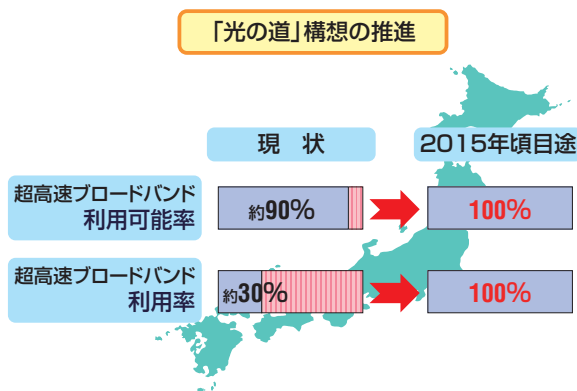 「光の道」構想の推進
現 状
2015年頃目途
超高速ブロードバンド
利用可能率
約90%
100%
超高速ブロードバンド
利用率
約30%
100%